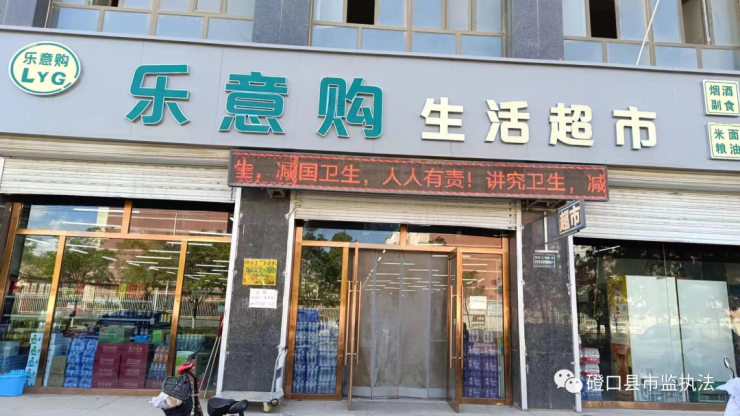 乐意购
LYG
乐意购 生活超市
烟酒
副食
米面
粮油
生，减国卫生，人人有责！讲究卫生，减
超市
磴口县市监执法